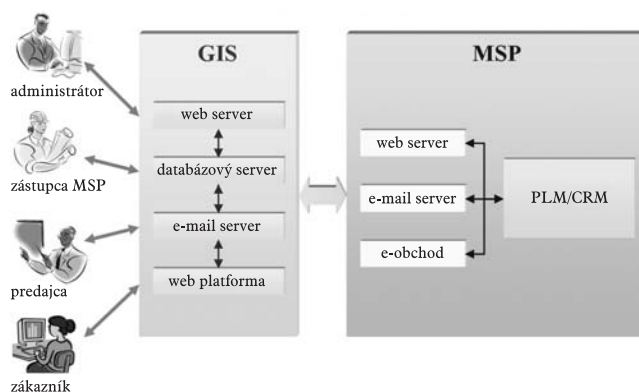 administrátor
zástupca MSP
predajca
zákazník
GIS
web server
databázový server
e-mail server
web platforma
MSP
web server
e-mail server
e-obchod
PLM/CRM